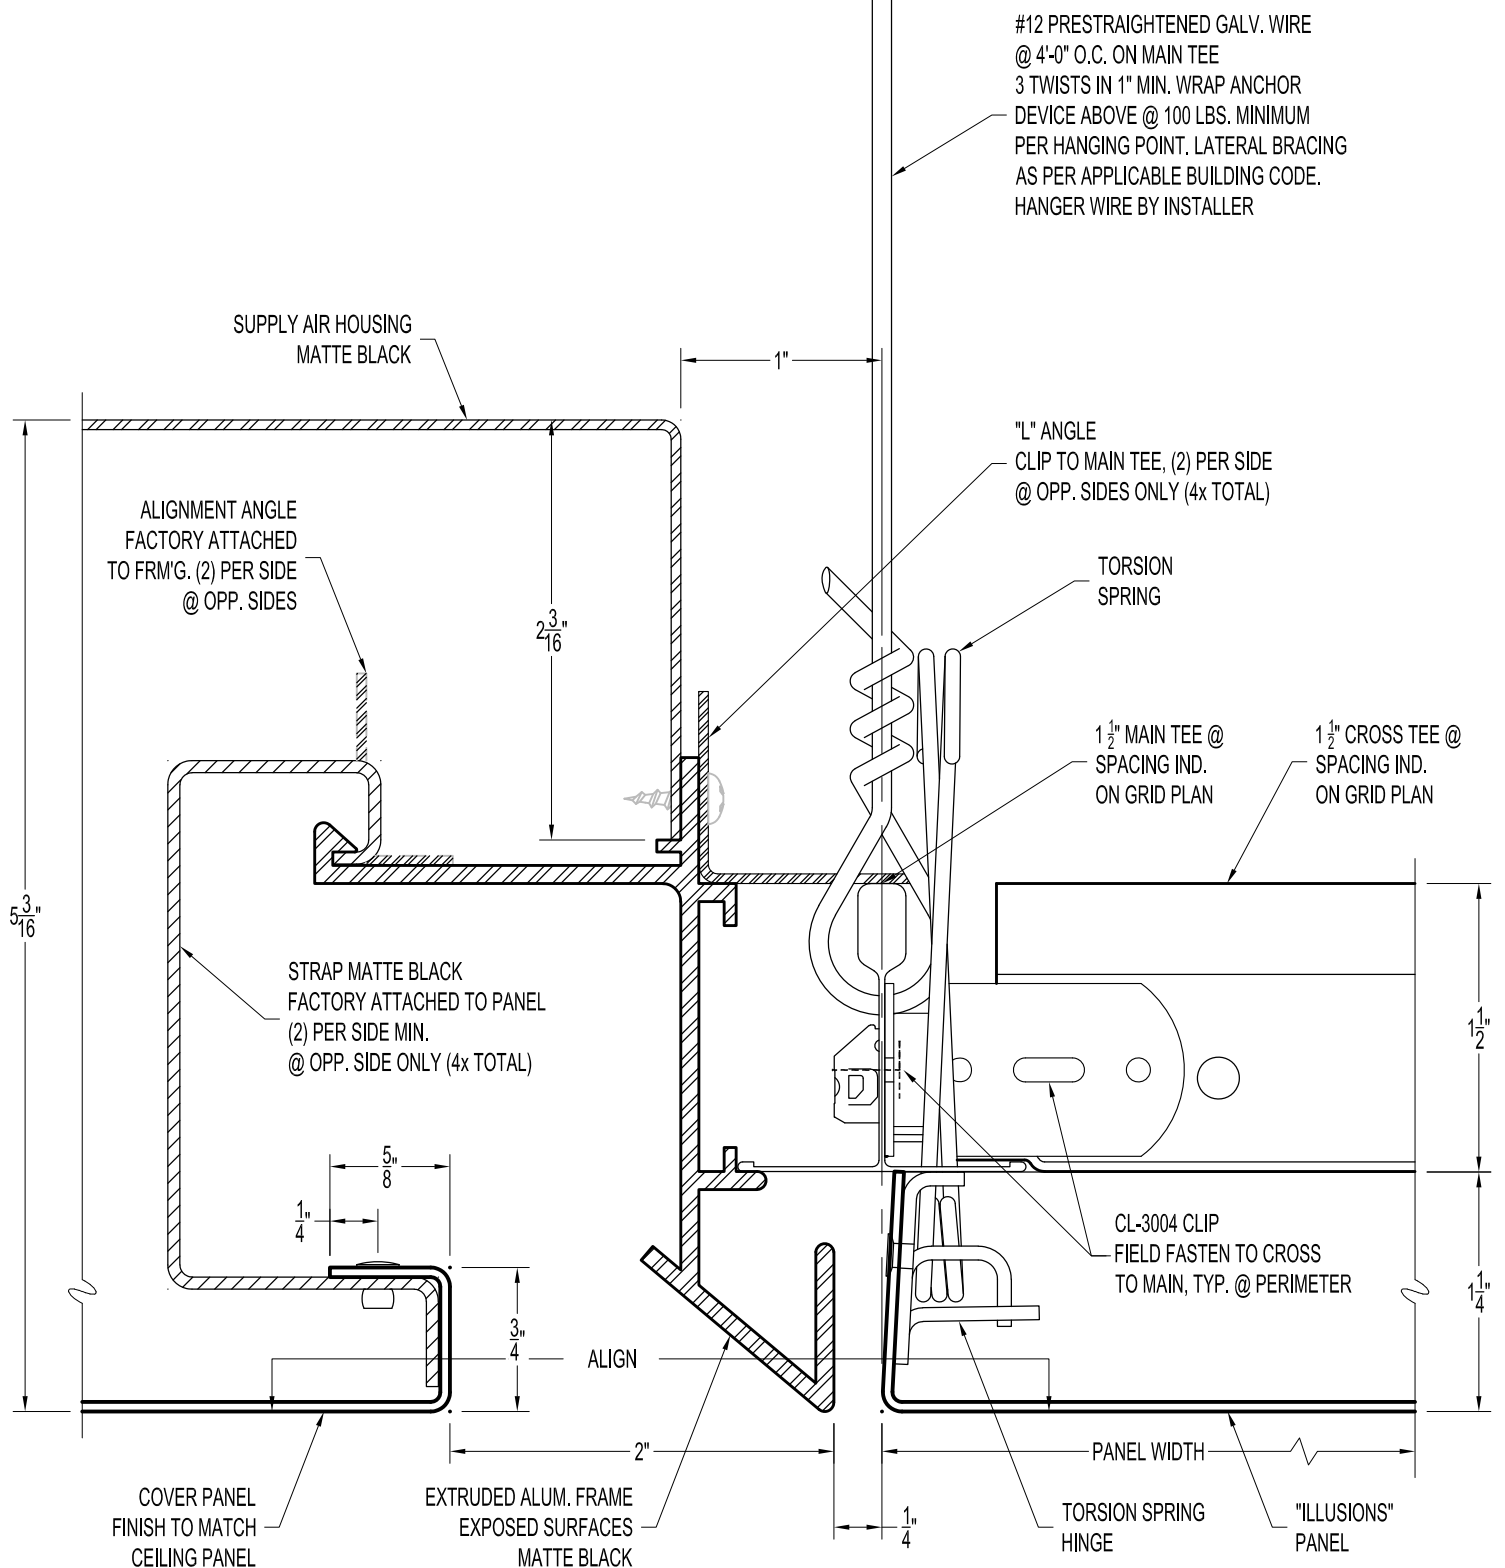 #12 PRESTRAIGHTENED GALV. WIRE
@ 4'-0" O.C. ON MAIN TEE
3 TWISTS IN 1" MIN. WRAP ANCHOR
DEVICE ABOVE @ 100 LBS. MINIMUM
PER HANGING POINT. LATERAL BRACING
AS PER APPLICABLE BUILDING CODE.
HANGER WIRE BY INSTALLER
SUPPLY AIR HOUSING
MATTE BLACK
1"
"L" ANGLE
CLIP TO MAIN TEE, (2) PER SIDE
@ OPP. SIDES ONLY (4x TOTAL)
ALIGNMENT ANGLE
FACTORY ATTACHED
TO FRM'G. (2) PER SIDE
@ OPP. SIDES
TORSION
SPRING
2 3/16"
1 1/2" MAIN TEE @
SPACING IND.
ON GRID PLAN
1 1/2" CROSS TEE @
SPACING IND.
ON GRID PLAN
5 3/16"
STRAP MATTE BLACK
FACTORY ATTACHED TO PANEL
(2) PER SIDE MIN.
@ OPP. SIDE ONLY (4x TOTAL)
1 1/2"
5/8"
1/4"
CL-3004 CLIP
FIELD FASTEN TO CROSS
TO MAIN, TYP. @ PERIMETER
1 1/4"
3/4"
ALIGN
2"
PANEL WIDTH
COVER PANEL
FINISH TO MATCH
CEILING PANEL
EXTRUDED ALUM. FRAME
EXPOSED SURFACES
MATTE BLACK
1/4"
TORSION SPRING
HINGE
"ILLUSIONS"
PANEL